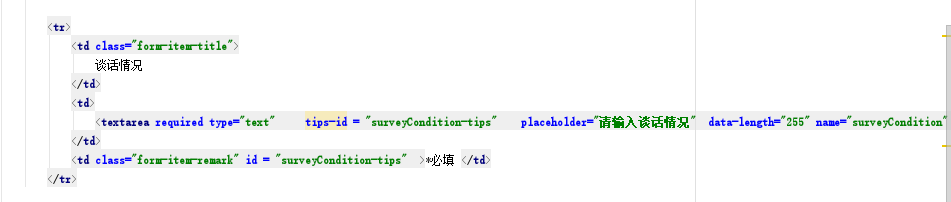 <tr>
<td class="form-item-title">
谈话情况
</td>
<td>
<textarea required type="text" tips-id = "surveyCondition-tips" placeholder="请输入谈话情况" data-length="255" name="surveyCondition"
</td>
<td class="form-item-remark" id = "surveyCondition-tips" >*必填 </td>
</tr>